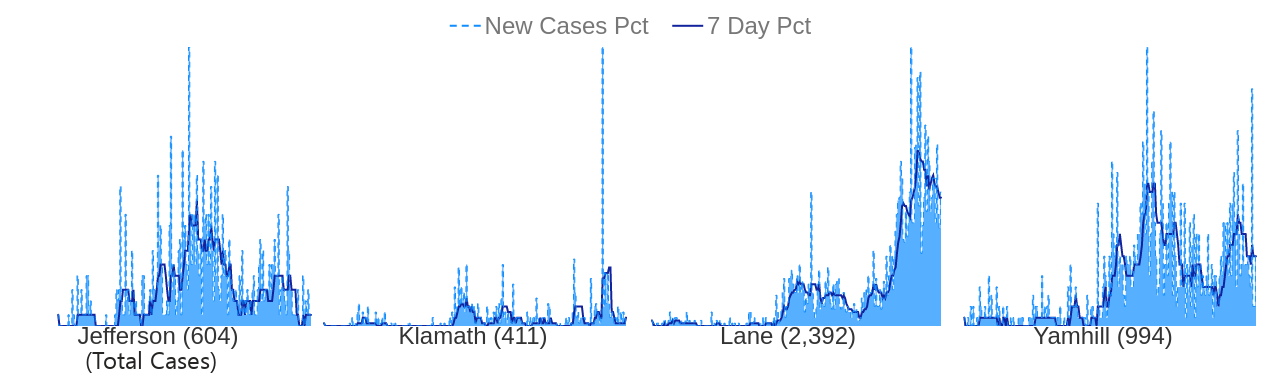 New Cases Pct 7 Day Pct
Jefferson (604) Klamath (411) Lane (2,392) Yamhill (994)
(Total Cases)